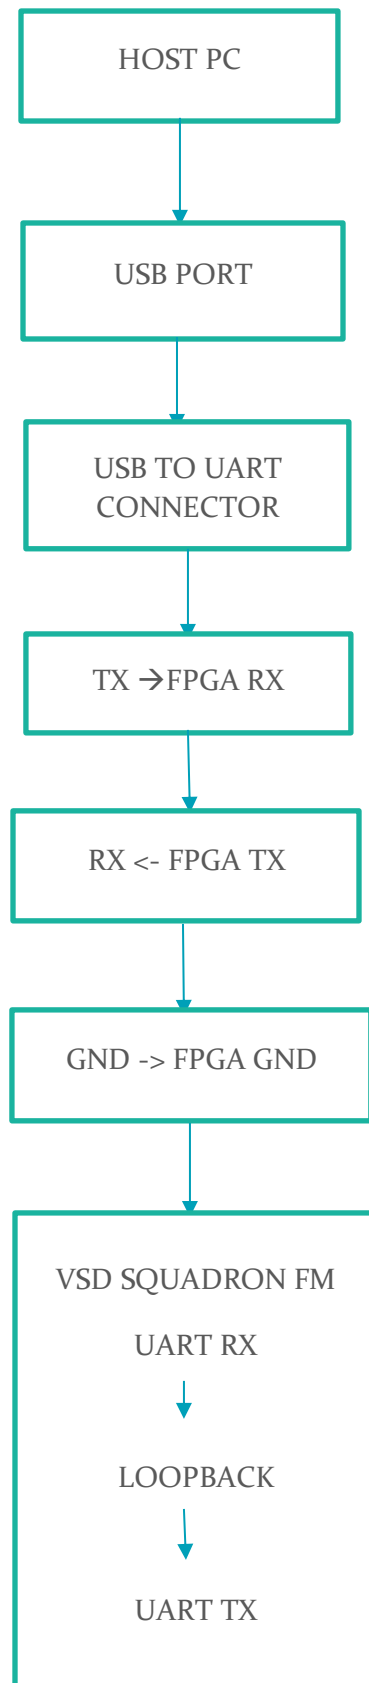 HOST PC
USB PORT
USB TO UART
CONNECTOR
TX →FPGA RX
RX <- FPGA TX
GND -> FPGA GND
VSD SQUADRON FM
UART RX
LOOPBACK
UART TX